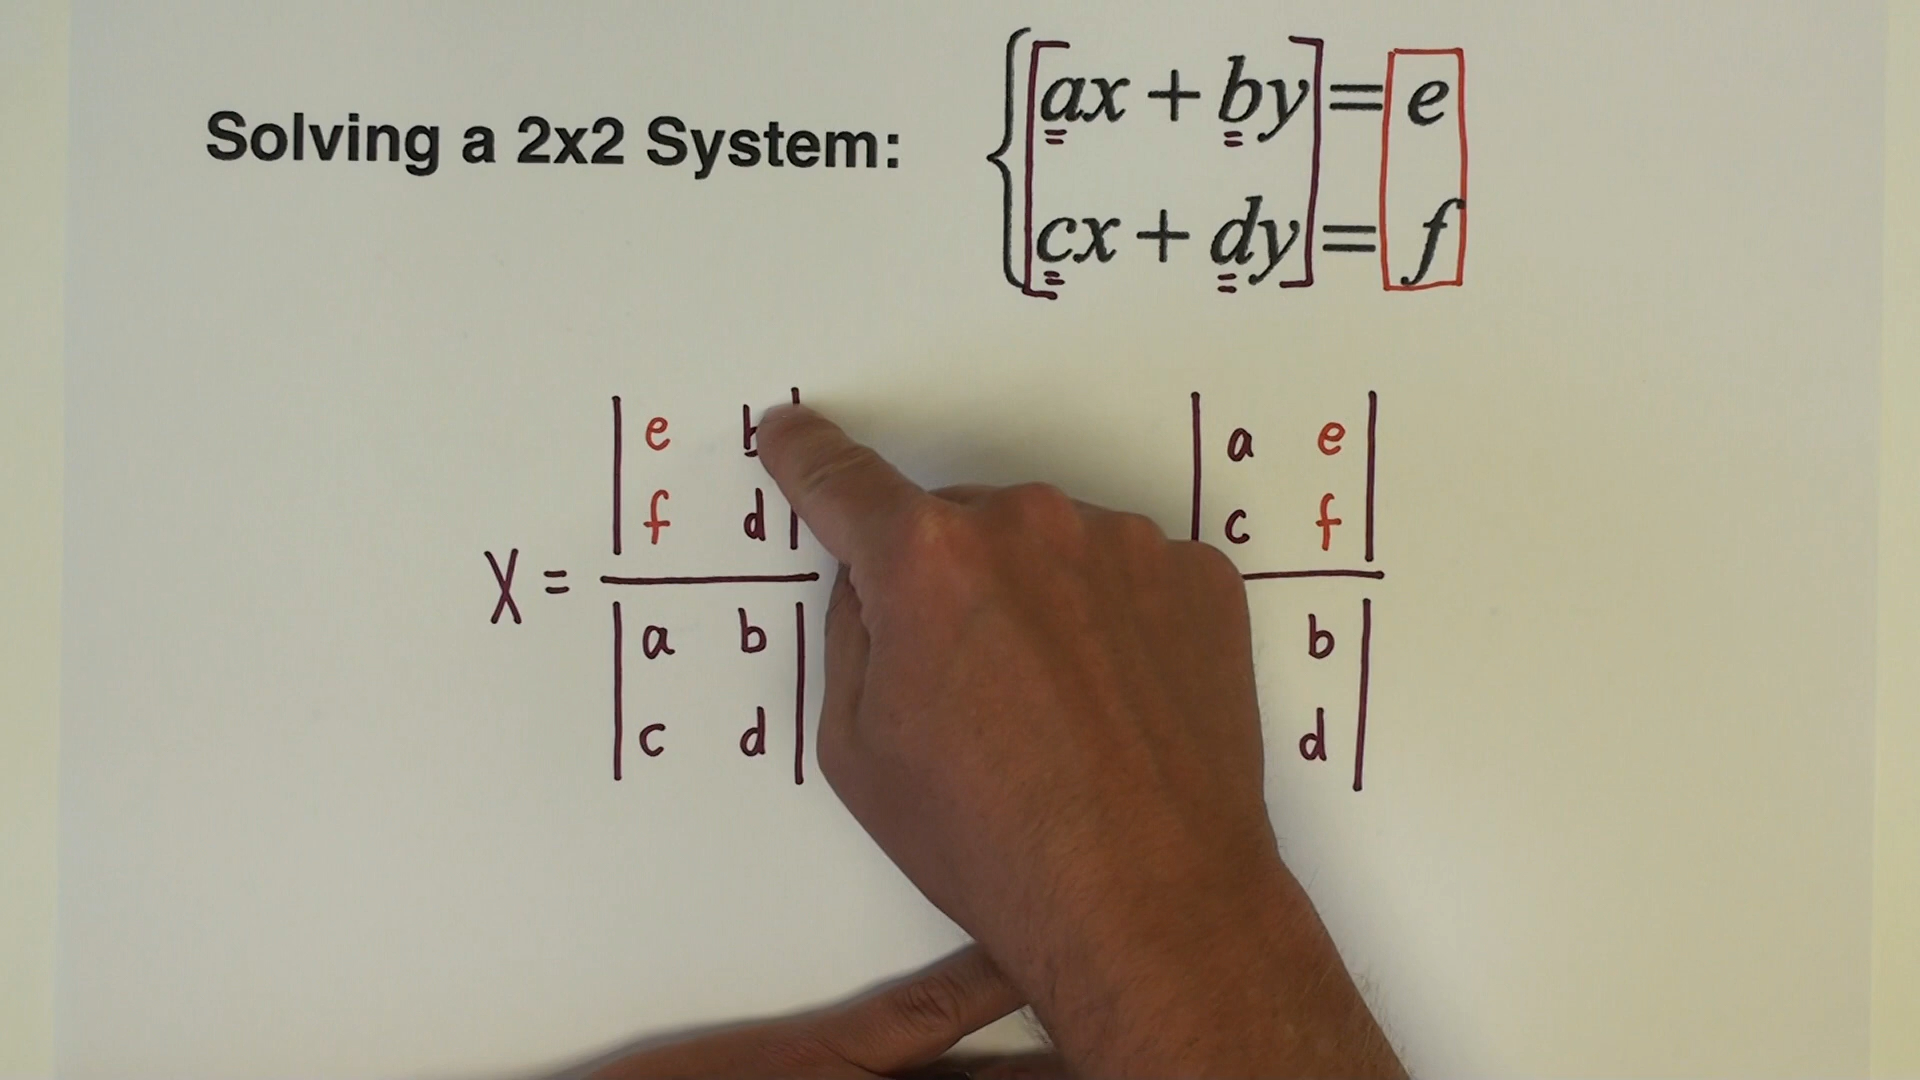 Solving a 2x2 System:
ax + by = e
cx + dy = f
e b
f d
X =
a b
c d
a e
c f
b
d